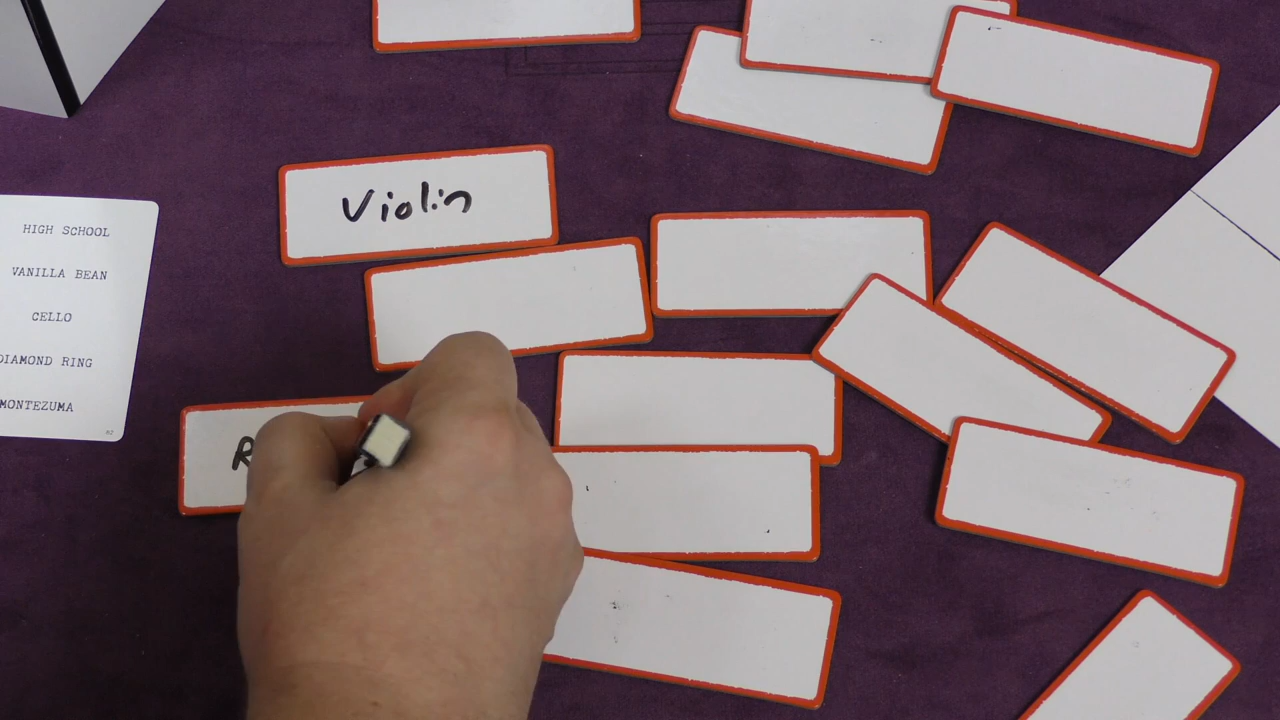 Violin
HIGH SCHOOL
VANILLA BEAN
CELLO
DIAMOND RING
MONTEZUMA
R